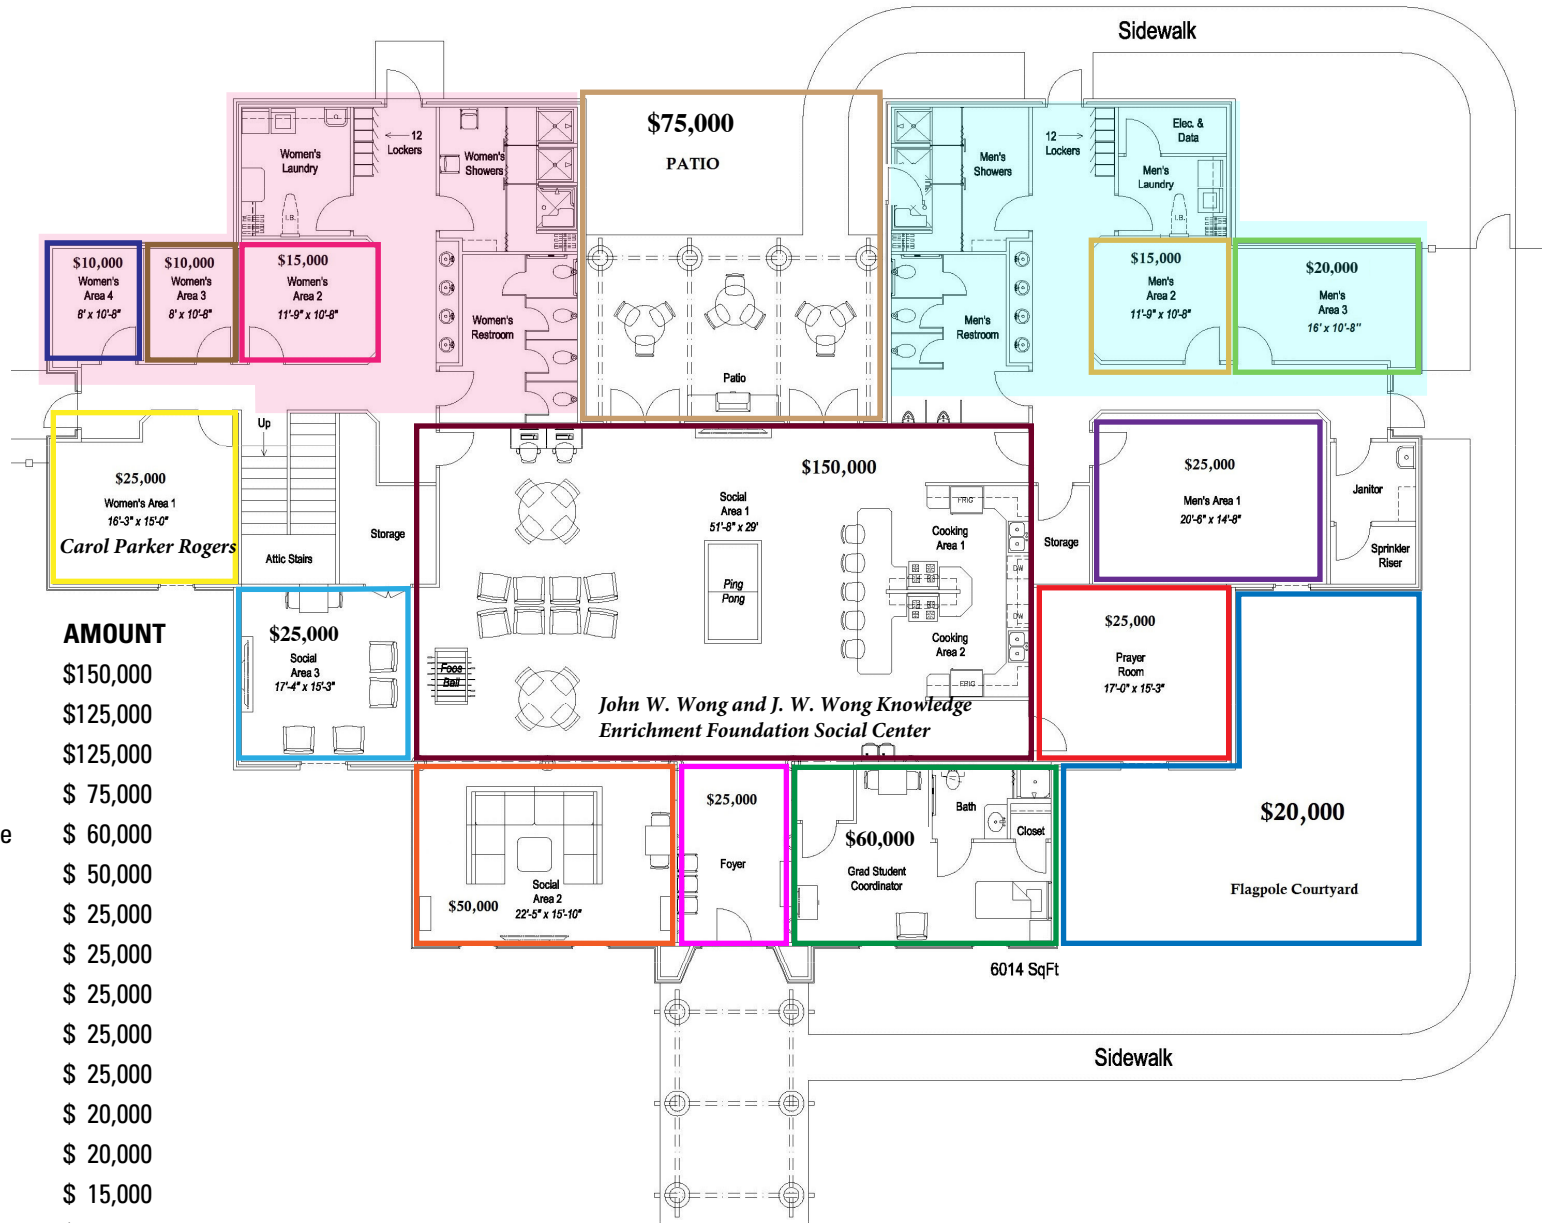 Sidewalk
$75,000
PATIO
Women's
Laundry
12
Lockers
Women's
Showers
I.B.
Men's
Showers
12
Lockers
Elec. &
Data
Men's
Laundry
I.B.
$10,000
Women's
Area 4
8' x 10'-8"
$10,000
Women's
Area 3
8' x 10'-8"
$15,000
Women's
Area 2
11'-9" x 10'-8"
Women's
Restroom
Patio
Men's
Restroom
$15,000
Men's
Area 2
11'-9" x 10'-8"
$20,000
Men's
Area 3
16' x 10'-8"
Up
$25,000
Women's Area 1
16'-3" x 15'-0"
Carol Parker Rogers
Attic Stairs
Storage
$150,000
Social
Area 1
51'-8" x 29'
Ping
Pong
Foos
Ball
FRIG
Cooking
Area 1
DW
DW
Cooking
Area 2
FRIG
John W. Wong and J. W. Wong Knowledge
Enrichment Foundation Social Center
Storage
$25,000
Men's Area 1
20'-6" x 14'-8"
Janitor
Sprinkler
Riser
$25,000
Social
Area 3
17'-4" x 15'-3"
$25,000
Prayer
Room
17'-0" x 15'-3"
$50,000
Social
Area 2
22'-5" x 15'-10"
$25,000
Foyer
$60,000
Grad Student
Coordinator
Bath
Closet
$20,000
Flagpole Courtyard
6014 SqFt
Sidewalk
AMOUNT
$150,000
$125,000
$125,000
$ 75,000
e $ 60,000
$ 50,000
$ 25,000
$ 25,000
$ 25,000
$ 25,000
$ 25,000
$ 20,000
$ 20,000
$ 15,000